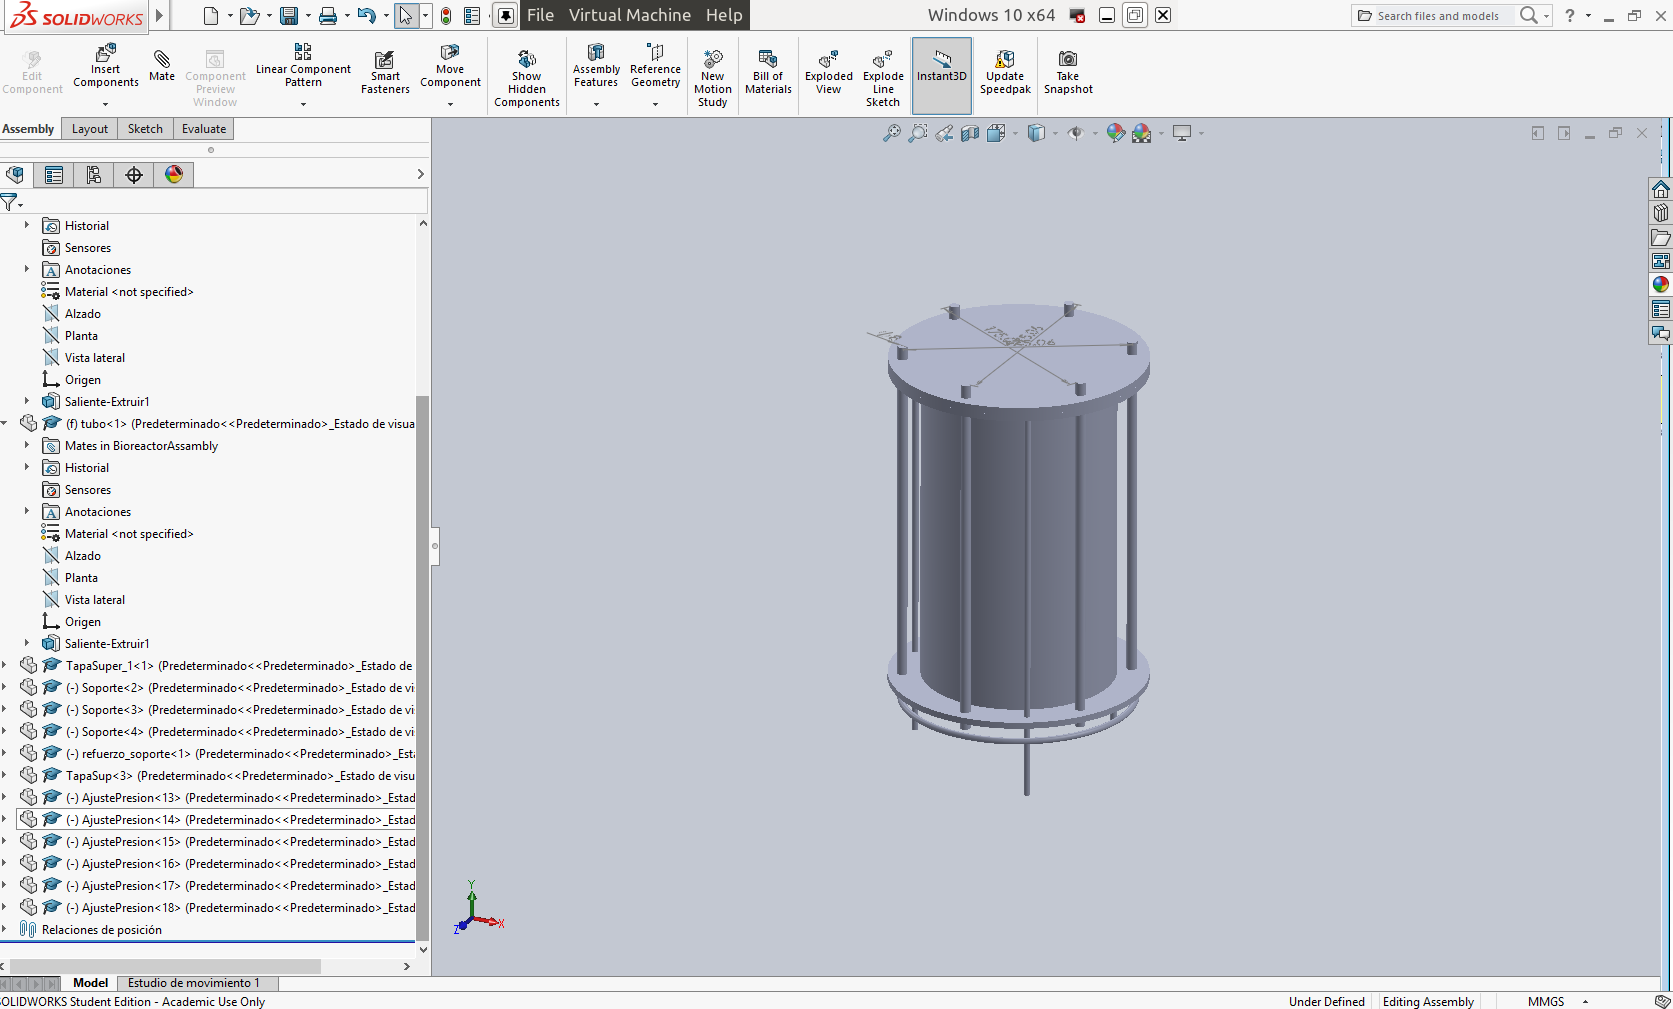 SOLIDWORKS
File Virtual Machine Help
Windows 10 x64
Search files and models
?
Edit Component
Insert Components
Mate
Component Preview Window
Linear Component Pattern
Smart Fasteners
Move Component
Show Hidden Components
Assembly Features
Reference Geometry
New Motion Study
Bill of Materials
Exploded View
Explode Line Sketch
Instant3D
Update Speedpak
Take Snapshot
Assembly Layout Sketch Evaluate
Historial
Sensores
Anotaciones
Material <not specified>
Alzado
Planta
Vista lateral
Origen
Saliente-Extruir1
(f) tubo<1> (Predeterminado<<Predeterminado>_Estado de visua
Mates in BioreactorAssembly
Historial
Sensores
Anotaciones
Material <not specified>
Alzado
Planta
Vista lateral
Origen
Saliente-Extruir1
TapaSuper_1<1> (Predeterminado<<Predeterminado>_Estado de
(-) Soporte<2> (Predeterminado<<Predeterminado>_Estado de vi
(-) Soporte<3> (Predeterminado<<Predeterminado>_Estado de vi
(-) Soporte<4> (Predeterminado<<Predeterminado>_Estado de vi
(-) refuerzo_soporte<1> (Predeterminado<<Predeterminado>_Est
TapaSup<3> (Predeterminado<<Predeterminado>_Estado de visu
(-) AjustePresion<13> (Predeterminado<<Predeterminado>_Estad
(-) AjustePresion<14> (Predeterminado<<Predeterminado>_Estad
(-) AjustePresion<15> (Predeterminado<<Predeterminado>_Estad
(-) AjustePresion<16> (Predeterminado<<Predeterminado>_Estad
(-) AjustePresion<17> (Predeterminado<<Predeterminado>_Estad
(-) AjustePresion<18> (Predeterminado<<Predeterminado>_Estad
Relaciones de posición
Y
X
Z
Model Estudio de movimiento 1
SOLIDWORKS Student Edition - Academic Use Only
Under Defined Editing Assembly MMGS